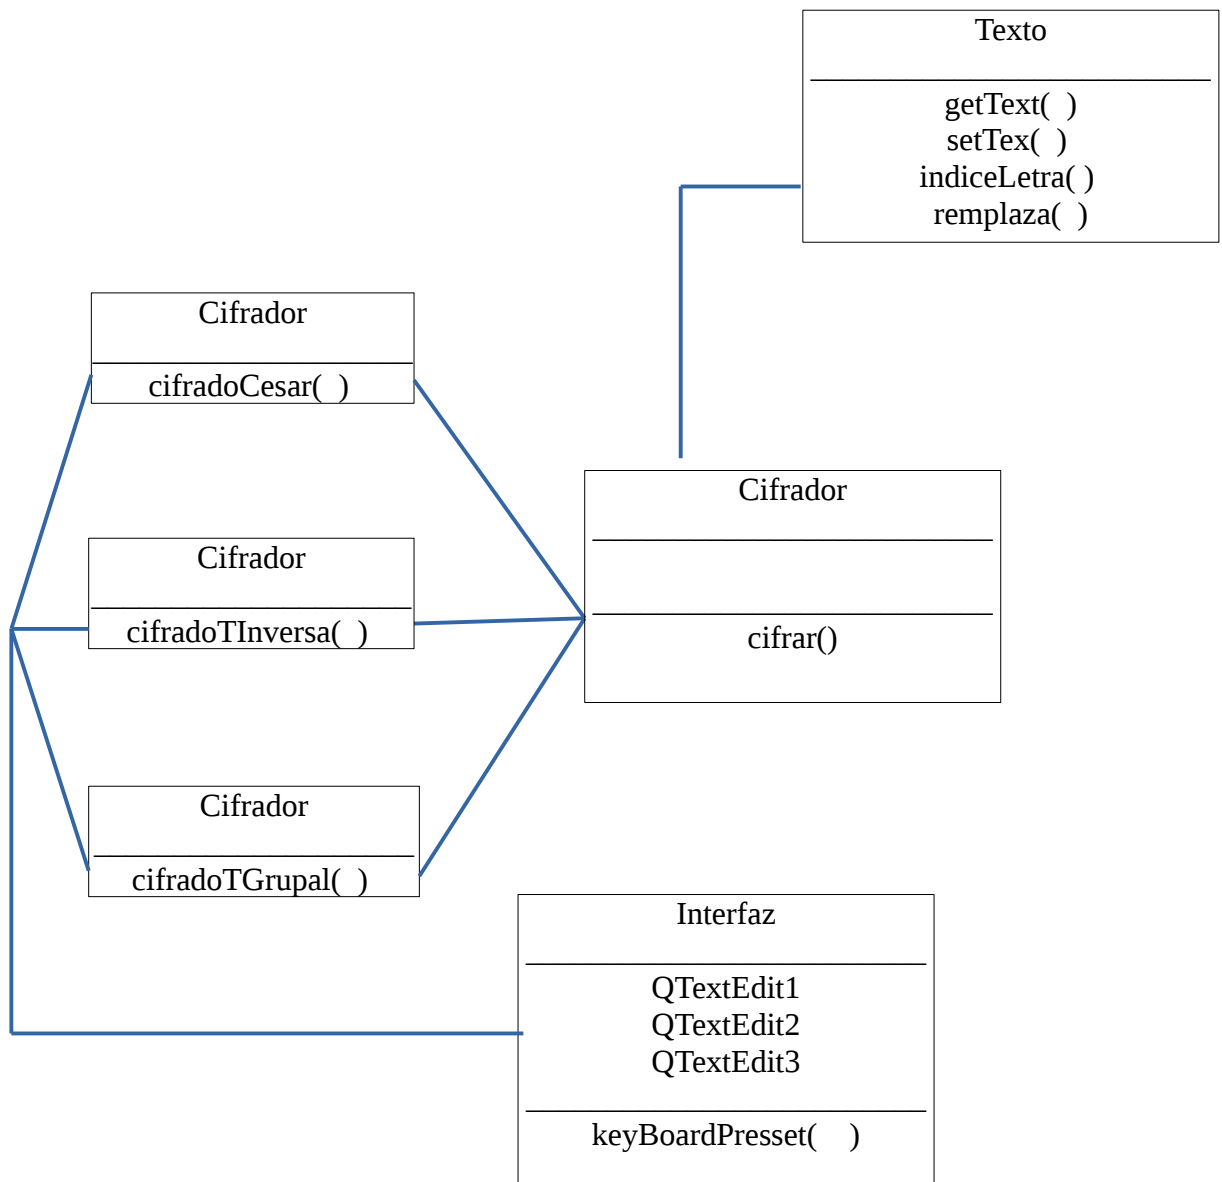 Texto
getText(  )
setTex(  )
indiceLetra( )
remplaza(  )
Cifrador
cifradoCesar(  )
Cifrador
cifrar()
Cifrador
cifradoTInversa(  )
Cifrador
cifradoTGrupal(  )
Interfaz
QTextEdit1
QTextEdit2
QTextEdit3
keyBoardPresset(    )